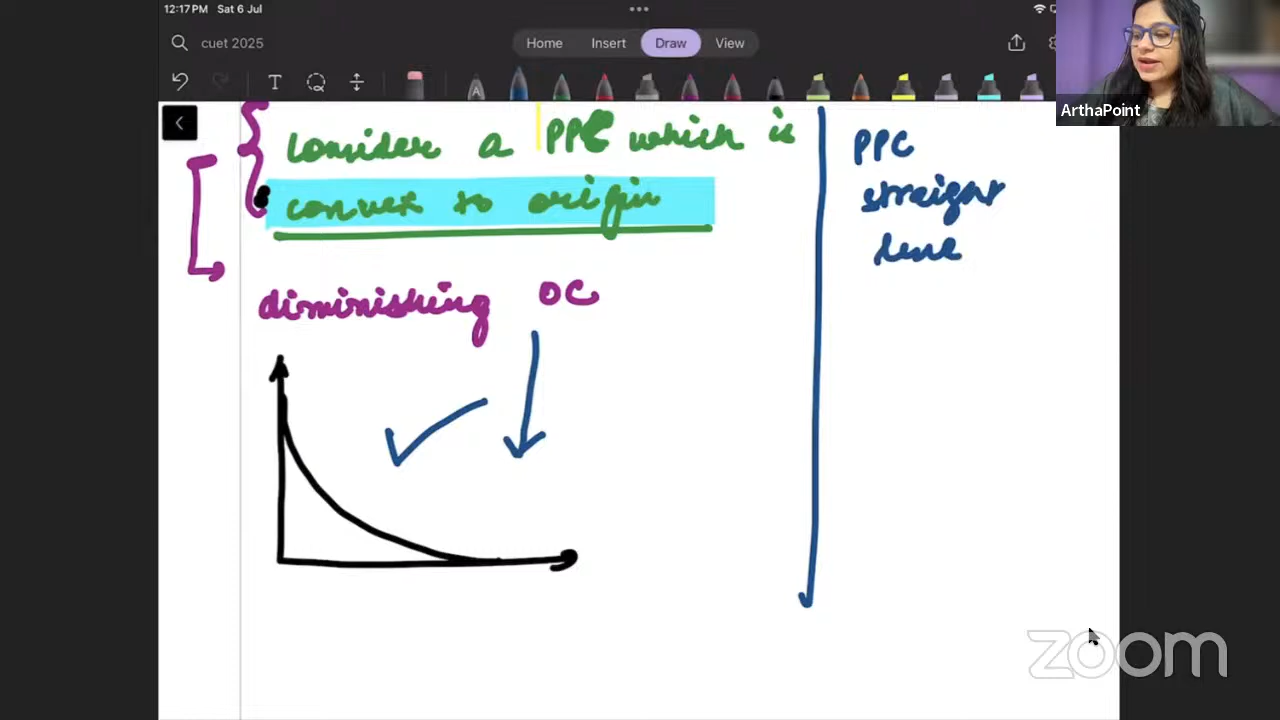 12:17 PM Sat 6 Jul
cuet 2025
Home Insert Draw View
T
A
ArthaPoint
Consider a PPC which is
convex to origin
diminishing OC
PPC
straight
line
zoom